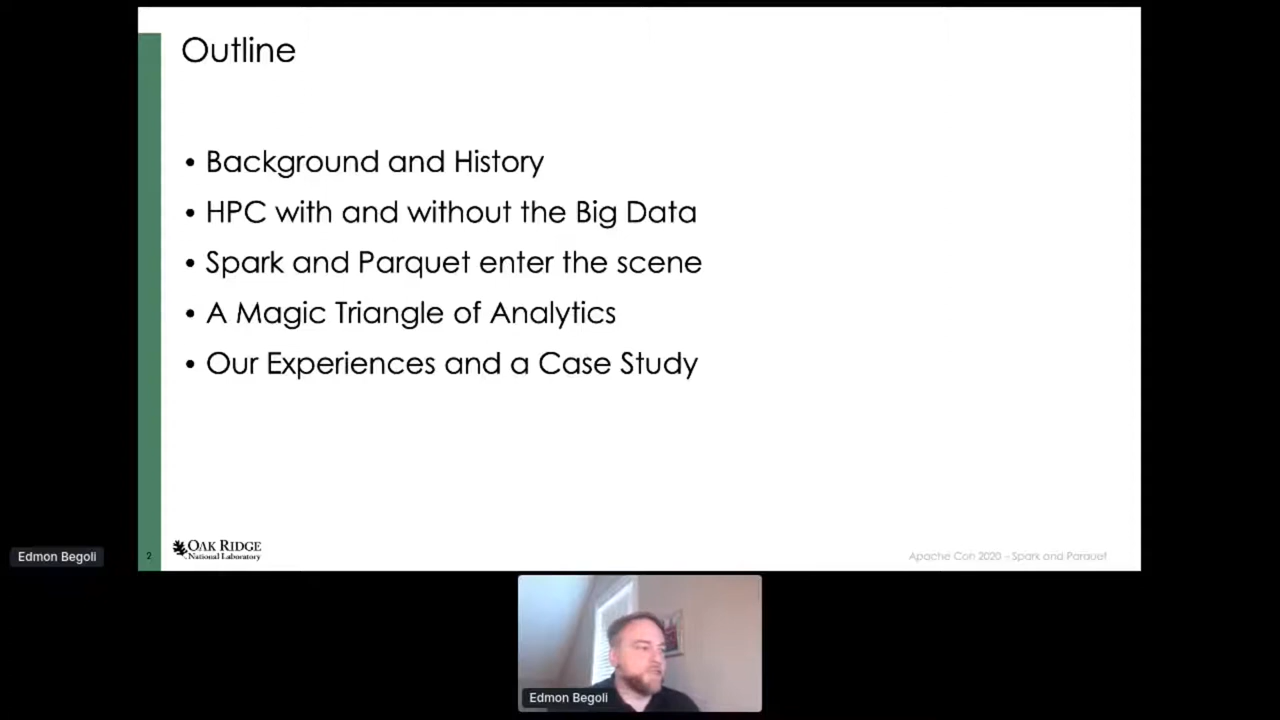 Outline
• Background and History
• HPC with and without the Big Data
• Spark and Parquet enter the scene
• A Magic Triangle of Analytics
• Our Experiences and a Case Study
Edmon Begoli
2
OAK RIDGE
National Laboratory
Apache Con 2020 – Spark and Parquet
Edmon Begoli